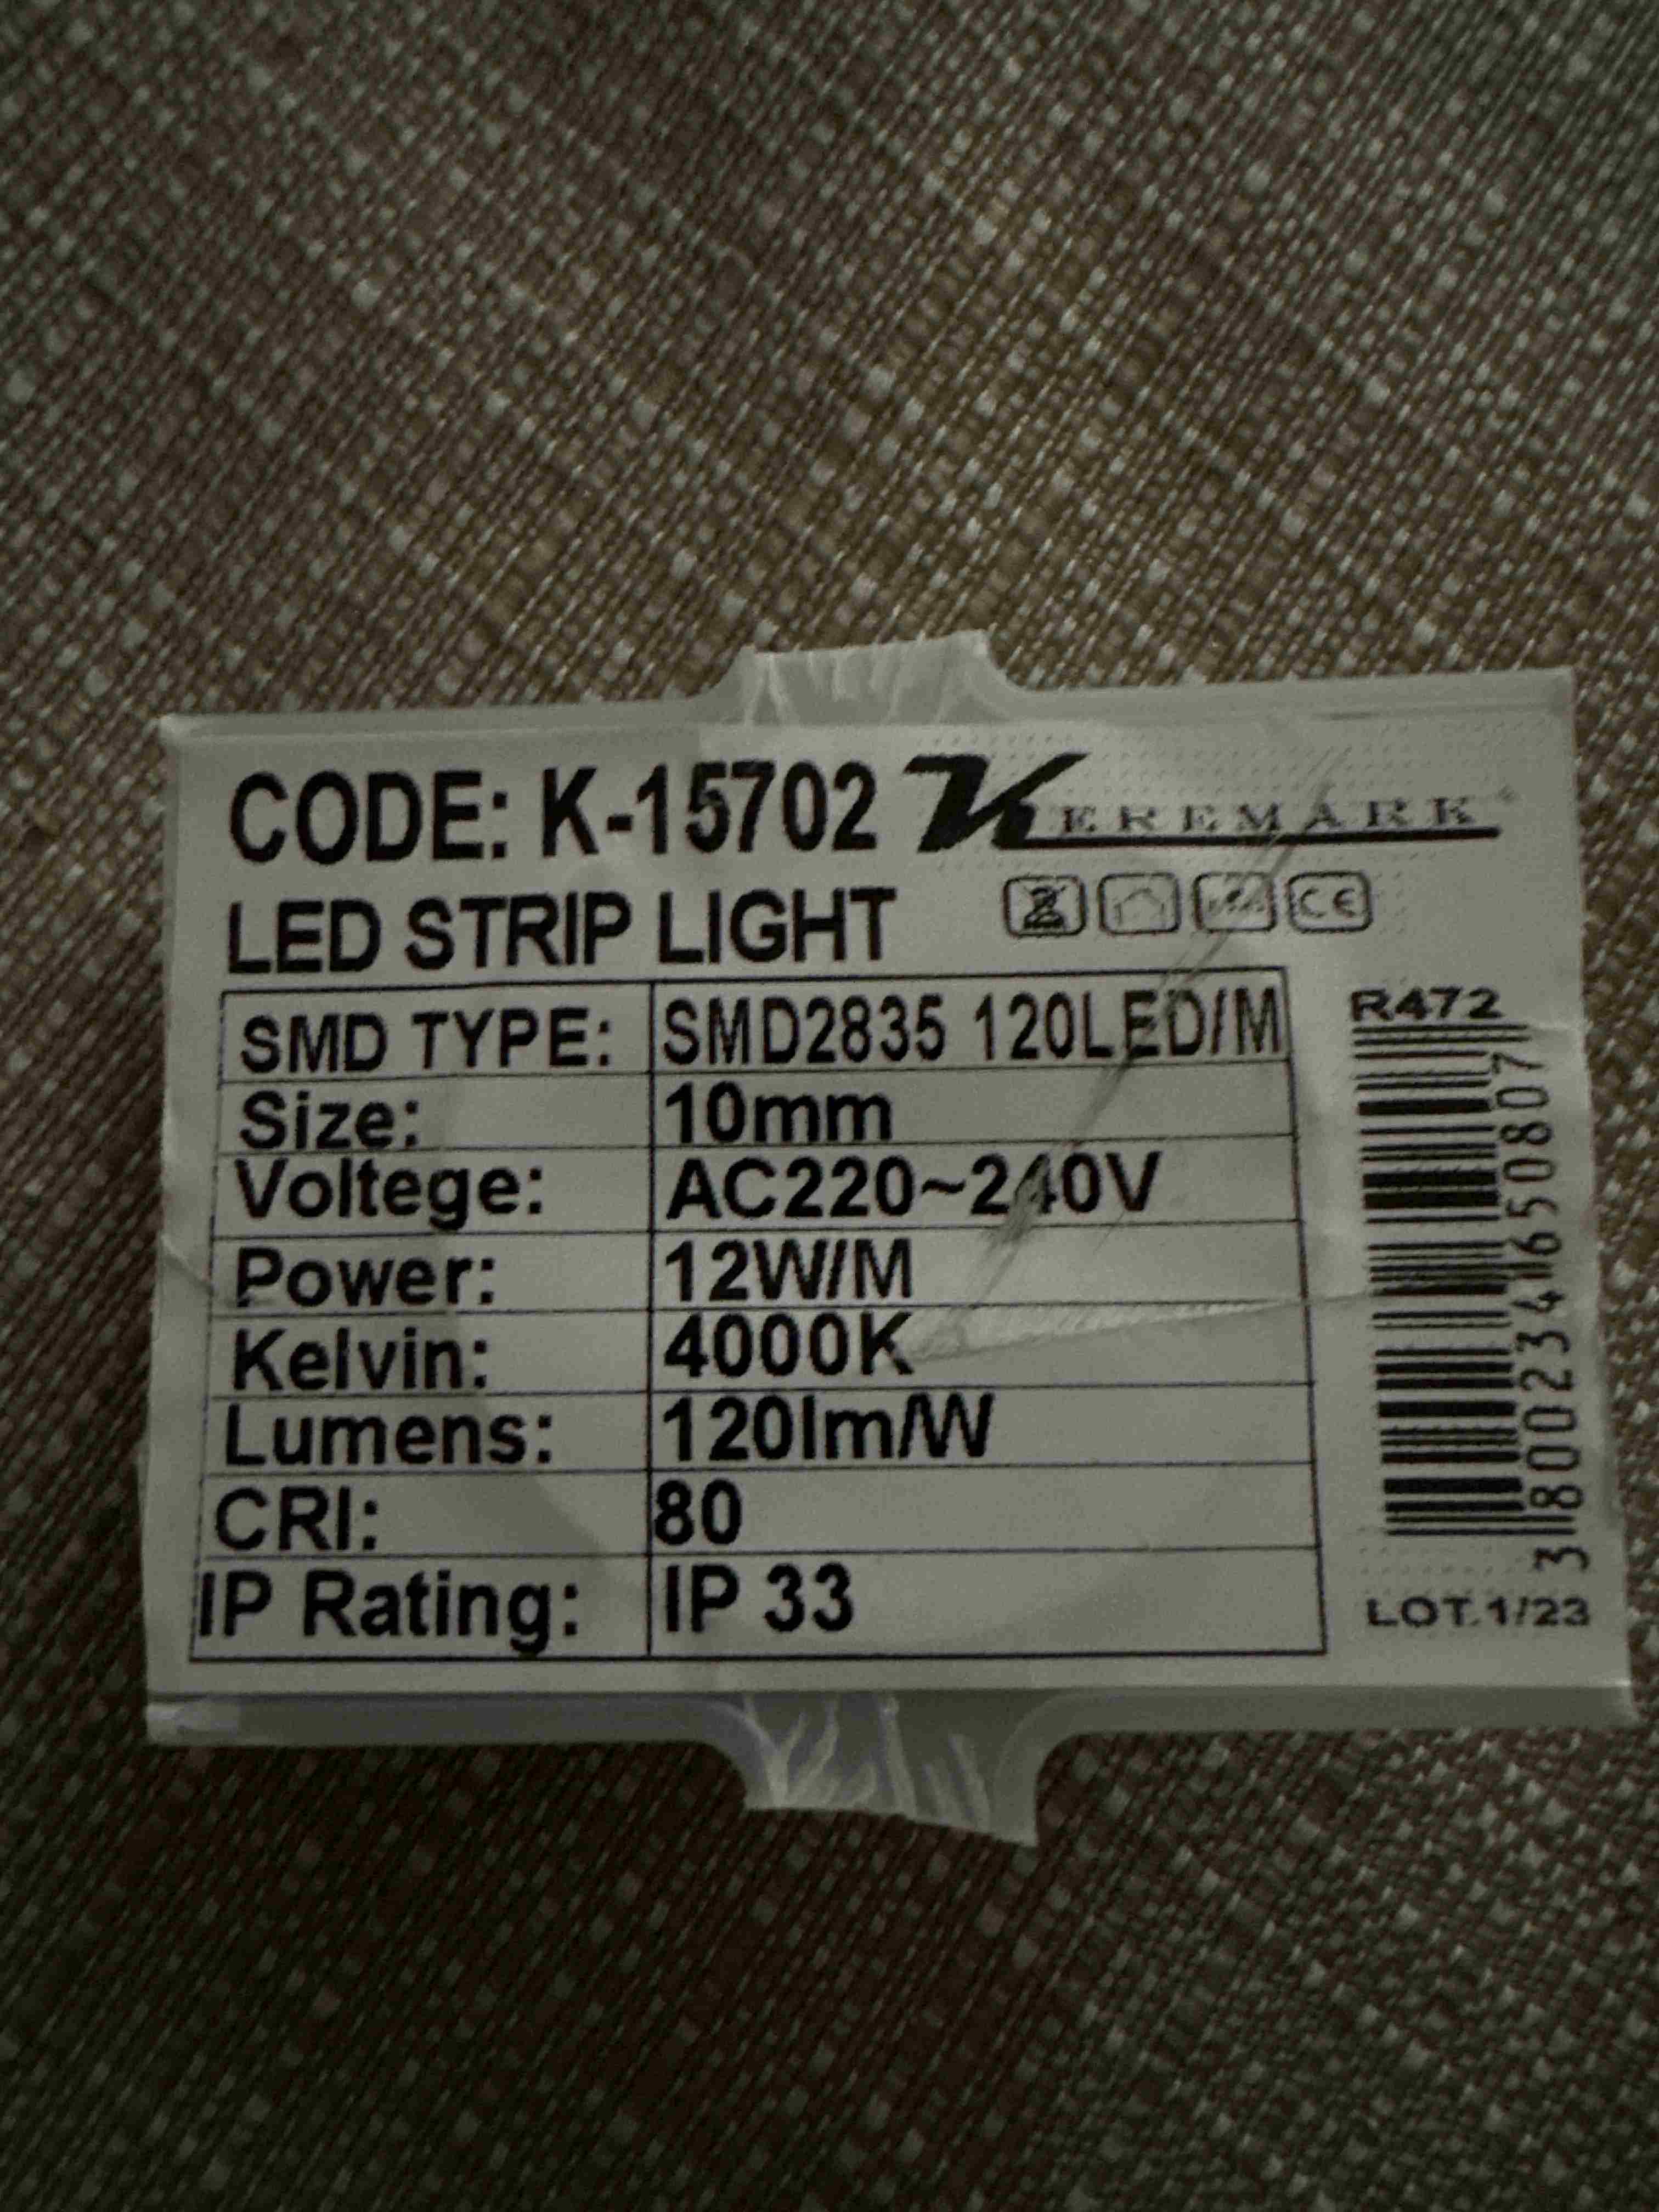 CODE: K-15702 KEREMARK
LED STRIP LIGHT CE
SMD TYPE: SMD2835 120LED/M
Size: 10mm
Voltege: AC220~240V
Power: 12W/M
Kelvin: 4000K
Lumens: 120lm/W
CRI: 80
IP Rating: IP 33
R472
3800234650807
LOT.1/23